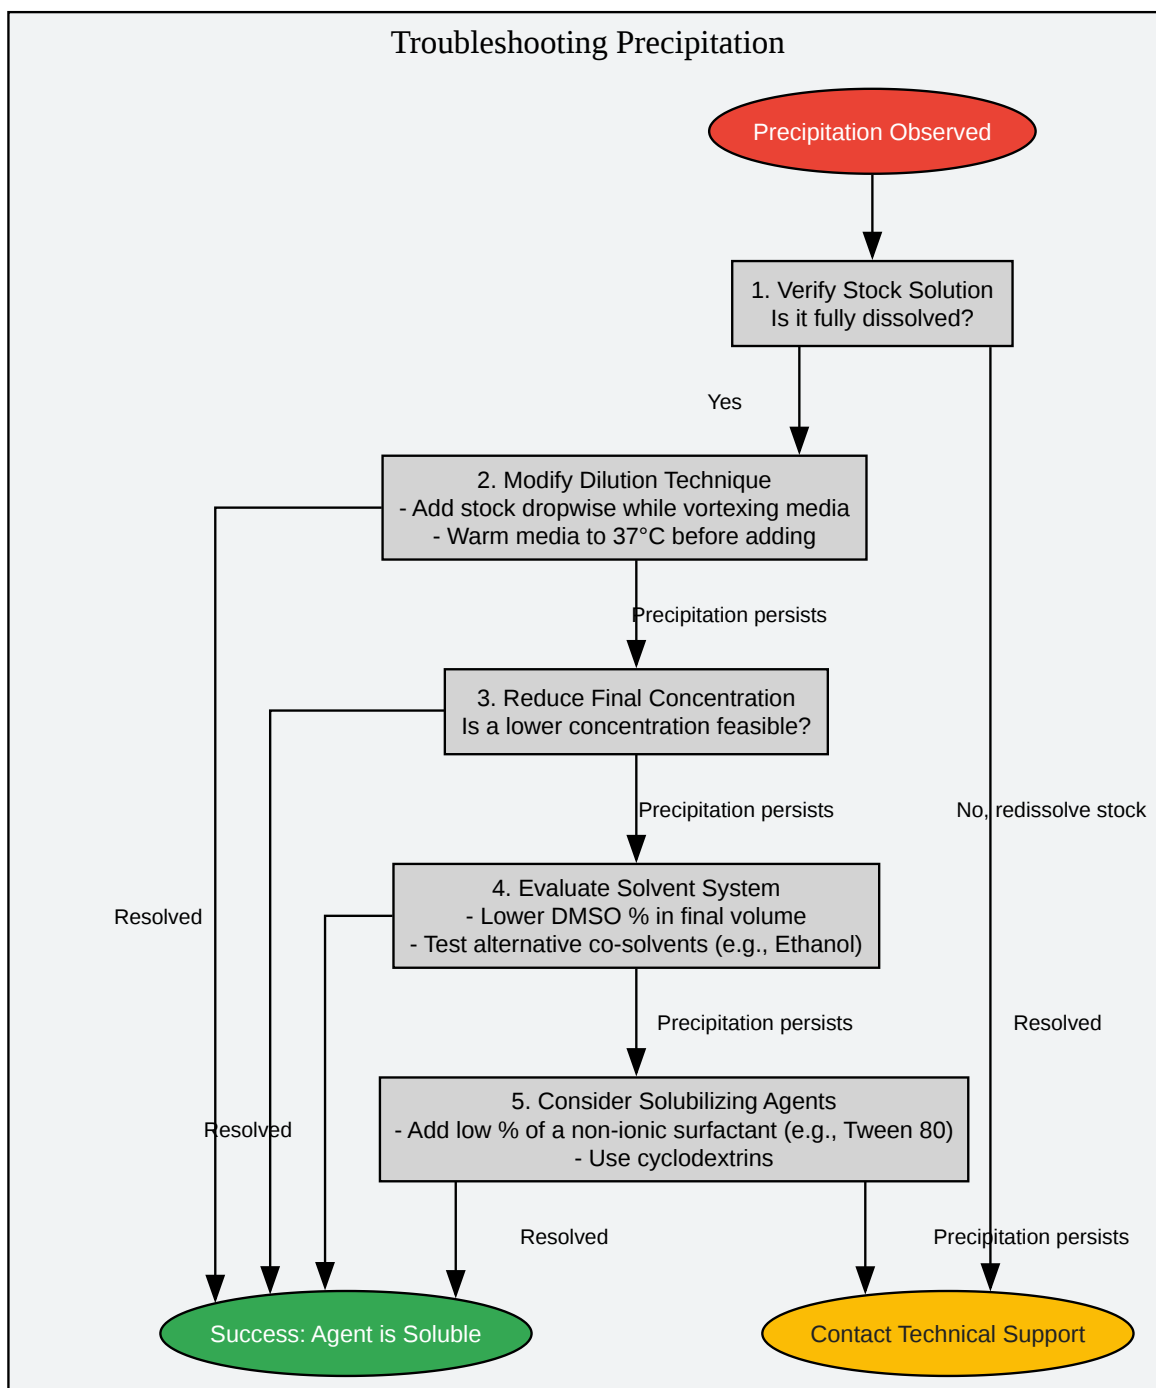 Troubleshooting Precipitation
Precipitation Observed
1. Verify Stock Solution
Is it fully dissolved?
Yes
2. Modify Dilution Technique
- Add stock dropwise while vortexing media
- Warm media to 37°C before adding
Precipitation persists
3. Reduce Final Concentration
Is a lower concentration feasible?
Precipitation persists
No, redissolve stock
4. Evaluate Solvent System
- Lower DMSO % in final volume
- Test alternative co-solvents (e.g., Ethanol)
Resolved
Precipitation persists
Resolved
5. Consider Solubilizing Agents
- Add low % of a non-ionic surfactant (e.g., Tween 80)
- Use cyclodextrins
Resolved
Resolved
Precipitation persists
Success: Agent is Soluble
Contact Technical Support